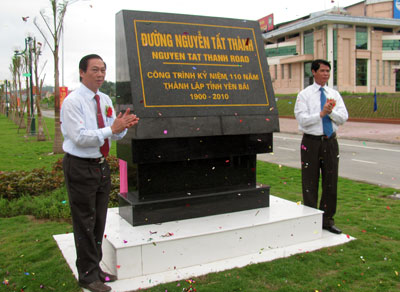 ĐƯỜNG NGUYỄN TẤT THÀNH
NGUYEN TAT THANH ROAD
CÔNG TRÌNH KỶ NIỆM 110 NĂM
THÀNH LẬP TỈNH YÊN BÁI
1900 - 2010